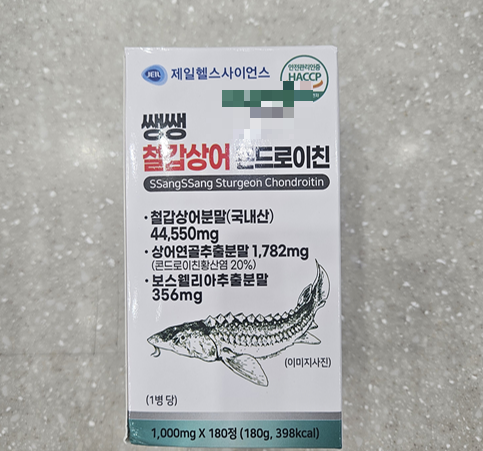 JEIL 제일헬스사이언스
안전관리인증
HACCP
쌩쌩
철갑상어 콘드로이친
SSangSSang Sturgeon Chondroitin
· 철갑상어분말(국내산)
44,550mg
· 상어연골추출분말 1,782mg
(콘드로이친황산염 20%)
· 보스웰리아추출분말
356mg
(이미지사진)
(1병 당)
1,000mg X 180정 (180g, 398kcal)